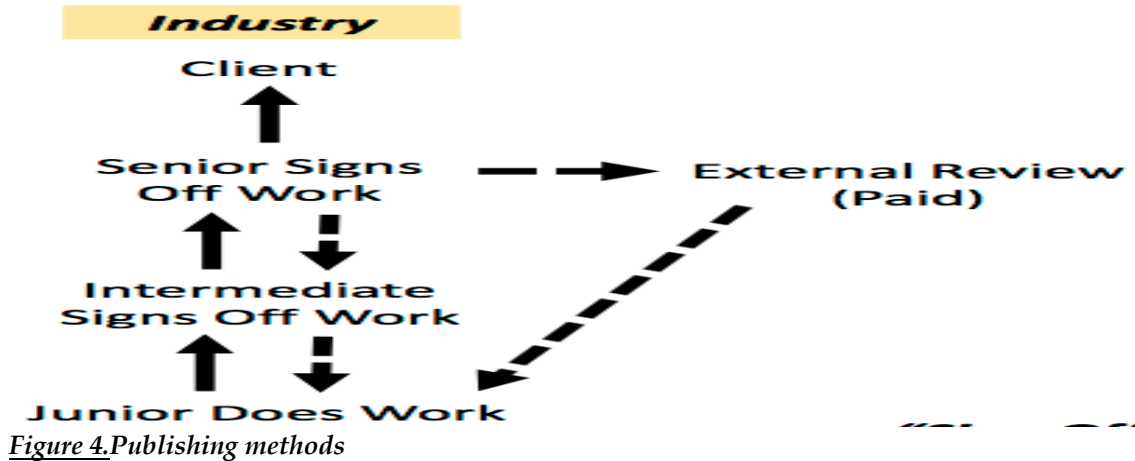 Industry
Client
Senior Signs
Off Work
External Review
(Paid)
Intermediate
Signs Off Work
Junior Does Work
Figure 4.Publishing methods